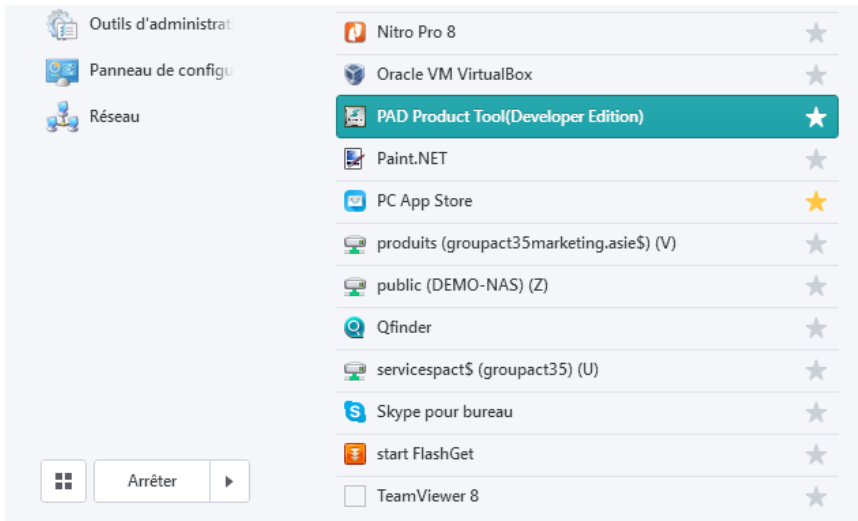 Outils d'administrat
Panneau de configu
Réseau
Arrêter
Nitro Pro 8
Oracle VM VirtualBox
PAD Product Tool(Developer Edition)
Paint.NET
PC App Store
produits (groupact35marketing.asie$) (V)
public (DEMO-NAS) (Z)
Qfinder
servicespact$ (groupact35) (U)
Skype pour bureau
start FlashGet
TeamViewer 8